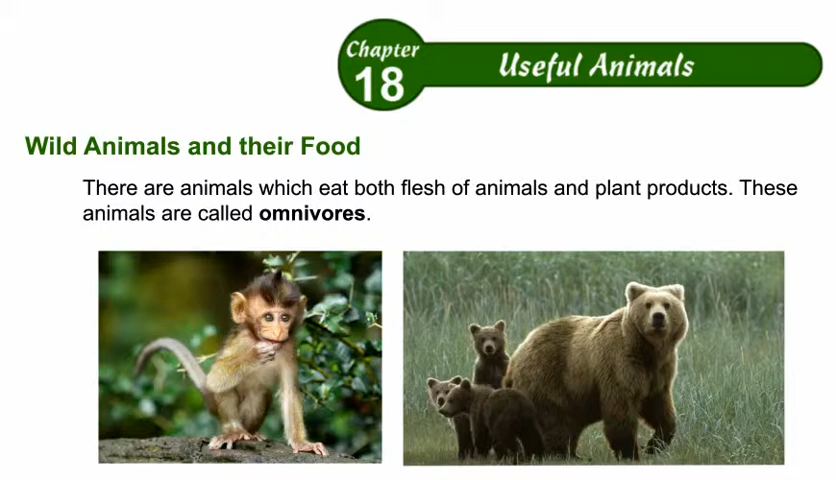 Chapter
18
Useful Animals
Wild Animals and their Food
There are animals which eat both flesh of animals and plant products. These
animals are called omnivores.